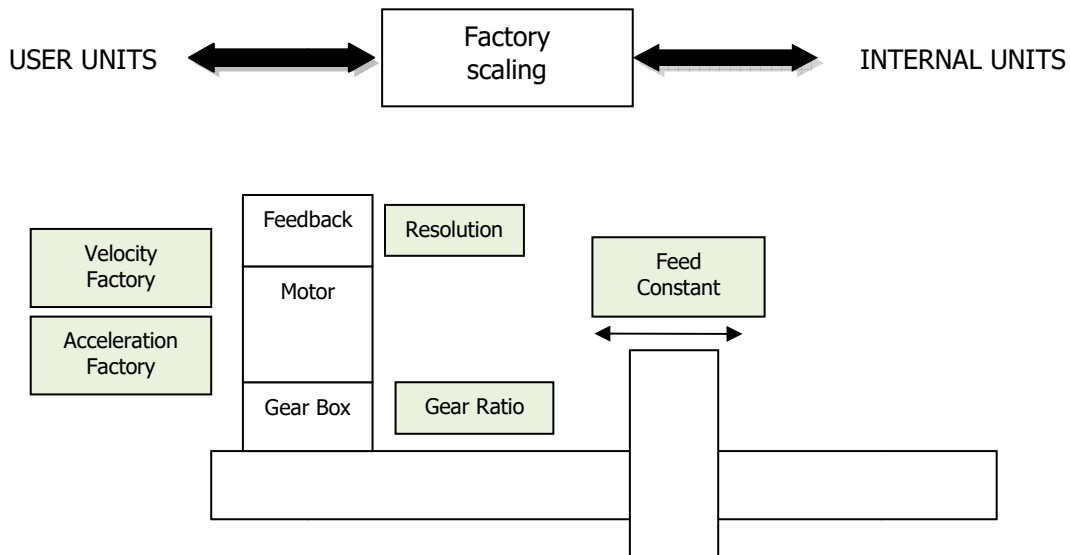 USER UNITS
Factory
scaling
INTERNAL UNITS
Feedback
Resolution
Velocity
Factory
Feed
Constant
Motor
Acceleration
Factory
Gear Box
Gear Ratio